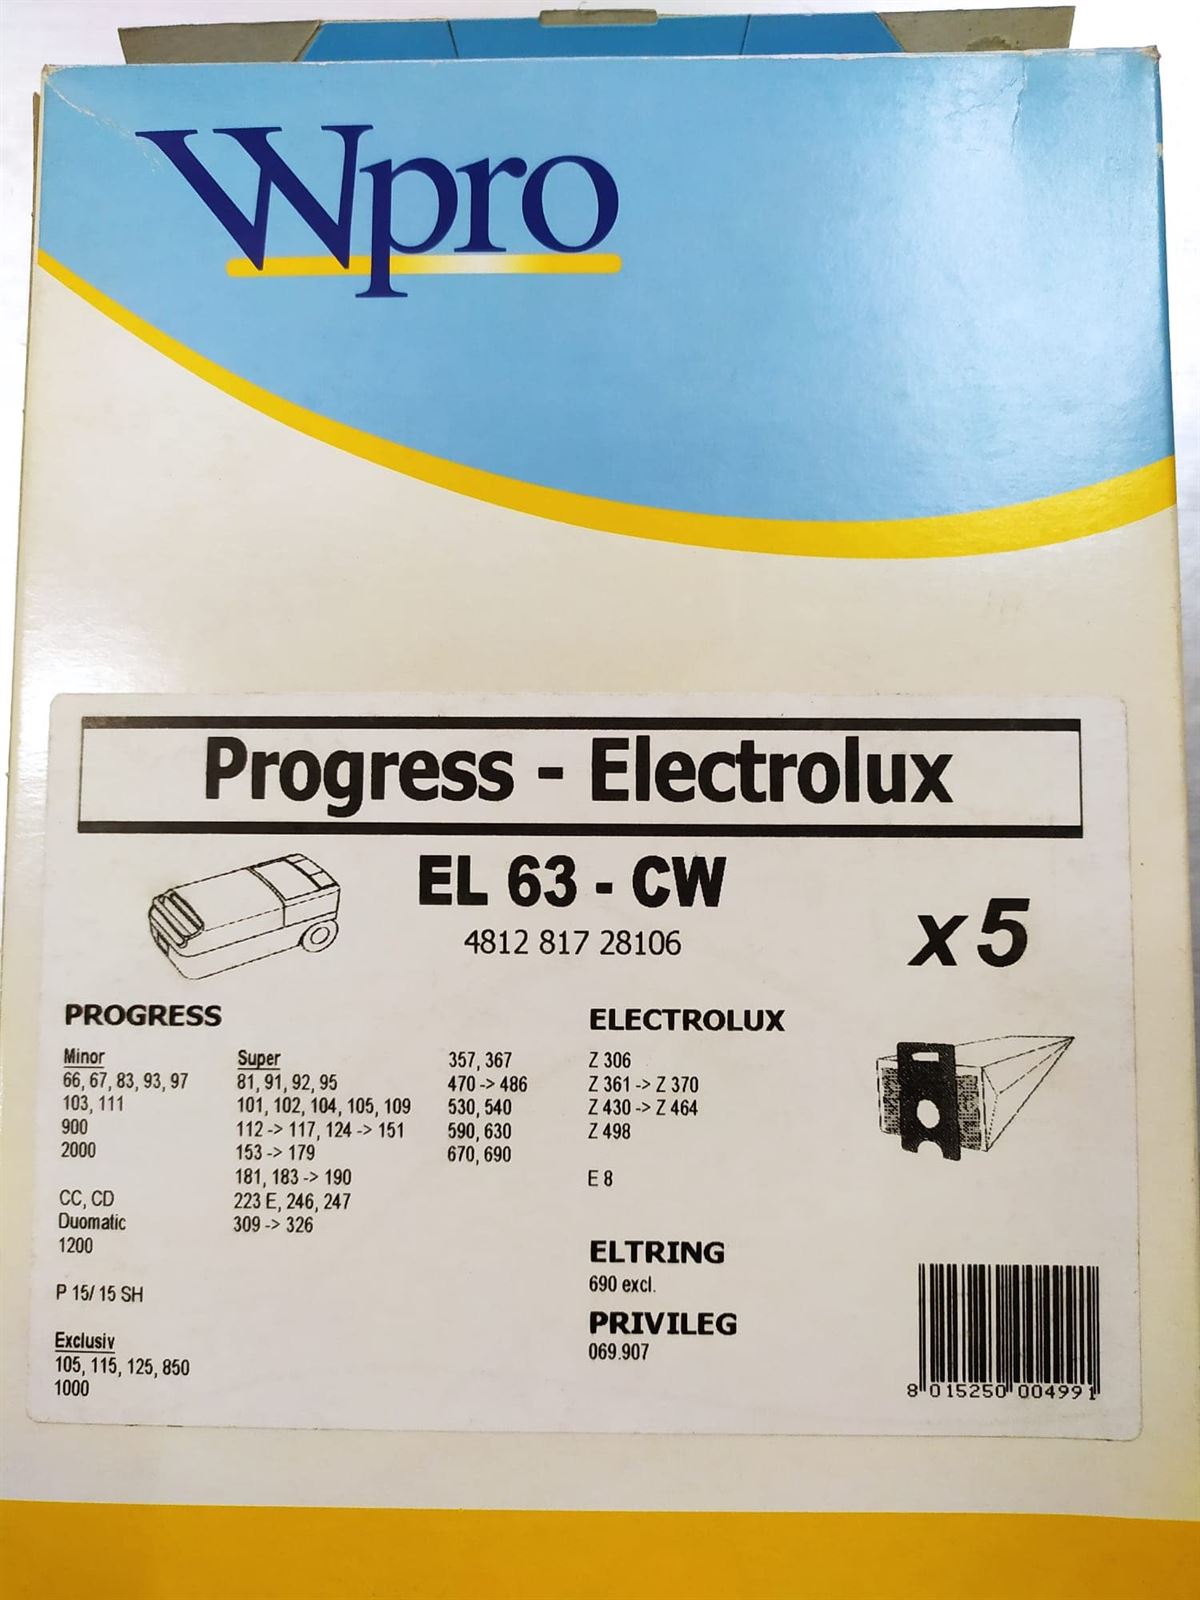 Wpro
Progress - Electrolux
EL 63 - CW
4812 817 28106
x5
PROGRESS
Minor
66, 67, 83, 93, 97
103, 111
900
2000
CC, CD
Duomatic
1200
P 15/ 15 SH
Exclusiv
105, 115, 125, 850
1000
Super
81, 91, 92, 95
101, 102, 104, 105, 109
112 -> 117, 124 -> 151
153 -> 179
181, 183 -> 190
223 E, 246, 247
309 -> 326
357, 367
470 -> 486
530, 540
590, 630
670, 690
ELECTROLUX
Z 306
Z 361 -> Z 370
Z 430 -> Z 464
Z 498
E 8
ELTRING
690 excl.
PRIVILEG
069.907
8 015250 004991